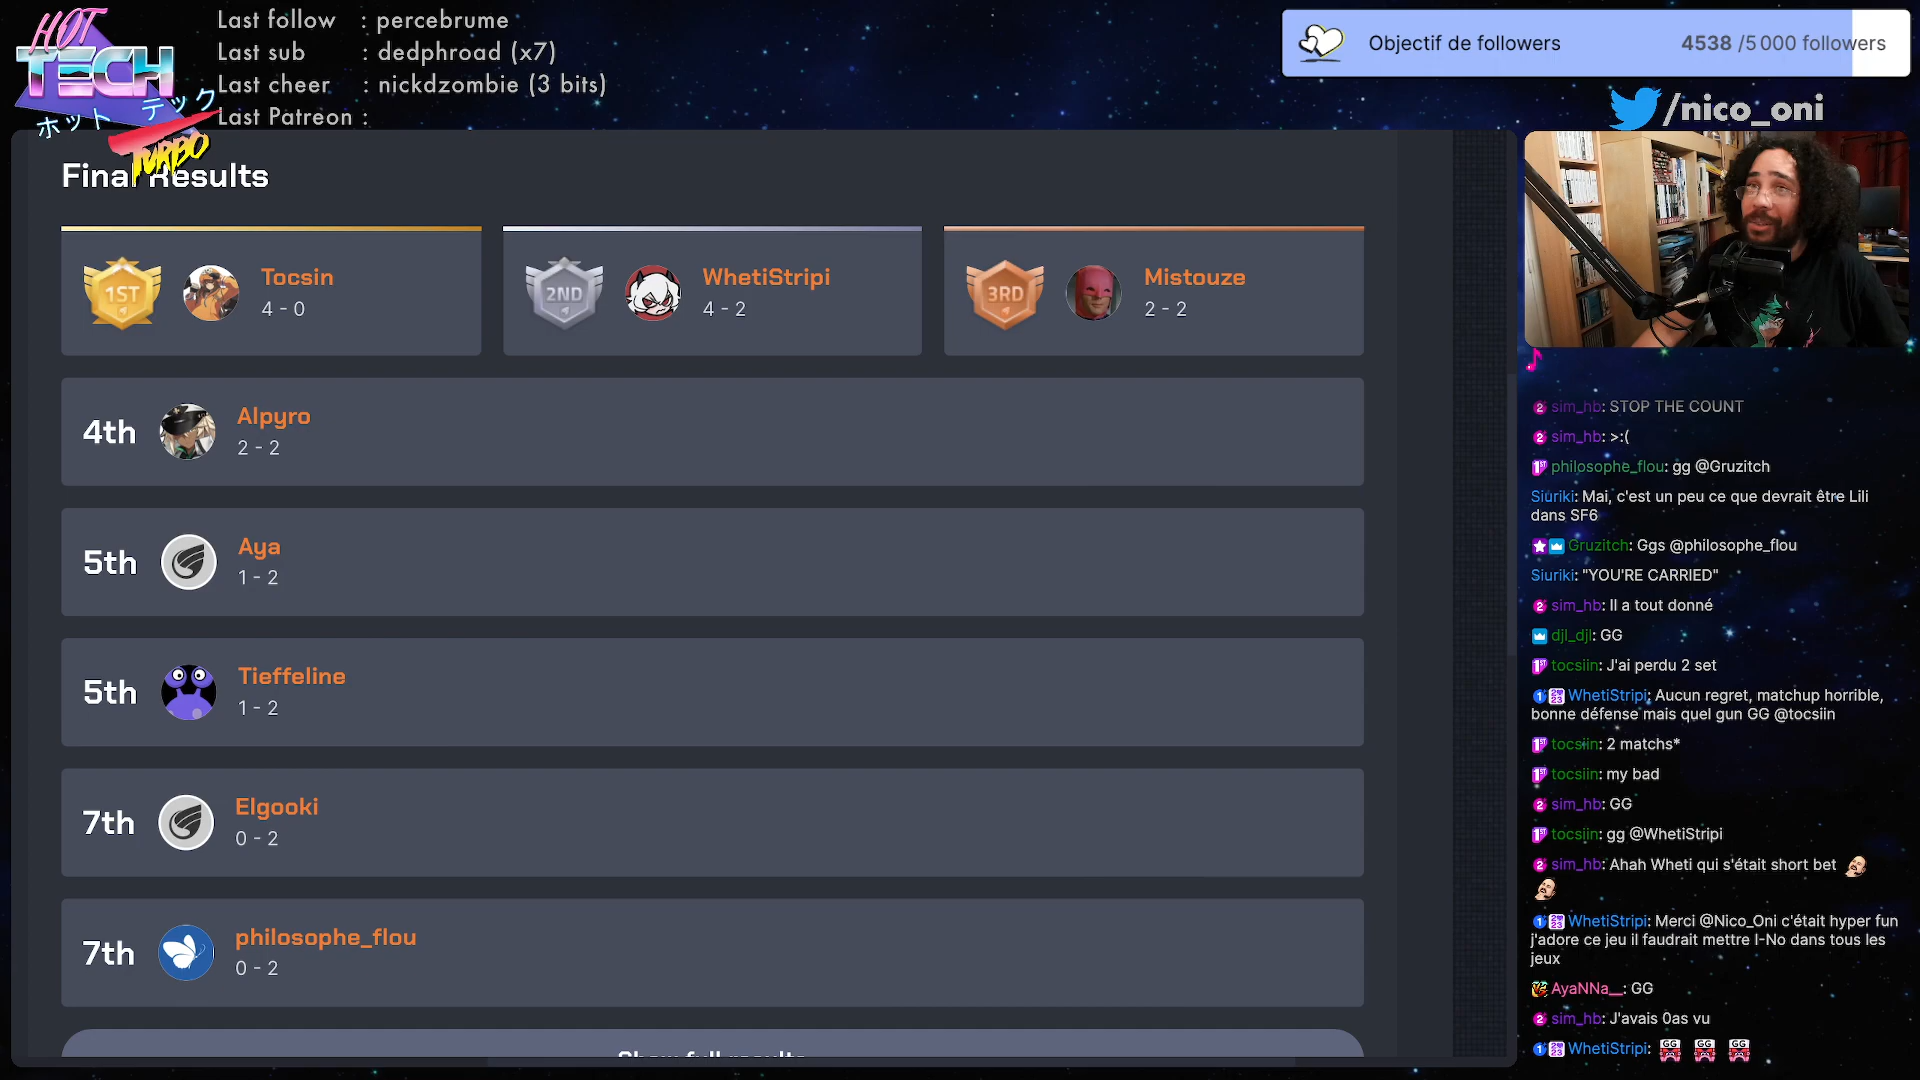 HOT
TECH
ホット テック
TURBO
Last follow : percebrume
Last sub : dedphroad (x7)
Last cheer : nickdzombie (3 bits)
Last Patreon :
Objectif de followers 4538 /5 000 followers
/nico_oni
Final Results
1ST
Tocsin
4 - 0
2ND
WhetiStripi
4 - 2
3RD
Mistouze
2 - 2
4th
Alpyro
2 - 2
5th
Aya
1 - 2
5th
Tieffeline
1 - 2
7th
Elgooki
0 - 2
7th
philosophe_flou
0 - 2
Show full results
sim_hb: STOP THE COUNT
sim_hb: >:(
philosophe_flou: gg @Gruzitch
Siuriki: Mai, c'est un peu ce que devrait être Lili
dans SF6
Gruzitch: Ggs @philosophe_flou
Siuriki: "YOU'RE CARRIED"
sim_hb: Il a tout donné
djl_djl: GG
tocsiin: J'ai perdu 2 set
WhetiStripi: Aucun regret, matchup horrible,
bonne défense mais quel gun GG @tocsiin
tocsiin: 2 matchs*
tocsiin: my bad
sim_hb: GG
tocsiin: gg @WhetiStripi
sim_hb: Ahah Wheti qui s'était short bet
WhetiStripi: Merci @Nico_Oni c'était hyper fun
j'adore ce jeu il faudrait mettre I-No dans tous les
jeux
AyaNNa__: GG
sim_hb: J'avais 0as vu
WhetiStripi: GG GG GG